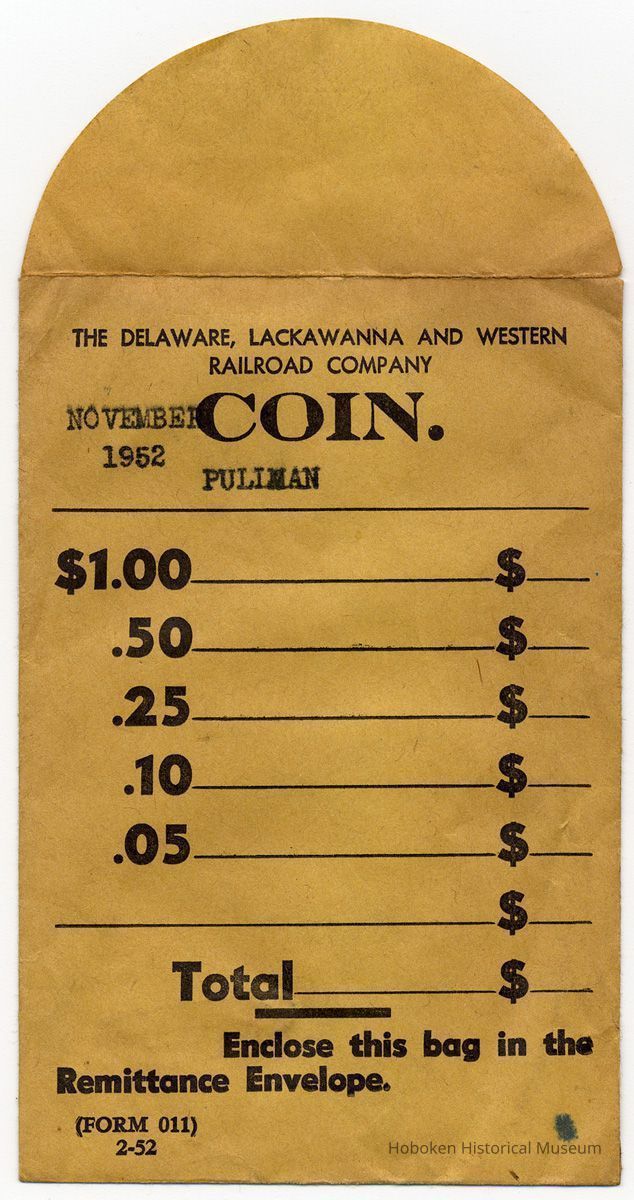 THE DELAWARE, LACKAWANNA AND WESTERN
RAILROAD COMPANY
NOVEMBER COIN.
1952
PULLMAN
$1.00 $
.50 $
.25 $
.10 $
.05 $
$
Total $
Enclose this bag in the
Remittance Envelope.
(FORM 011)
2-52
Hoboken Historical Museum